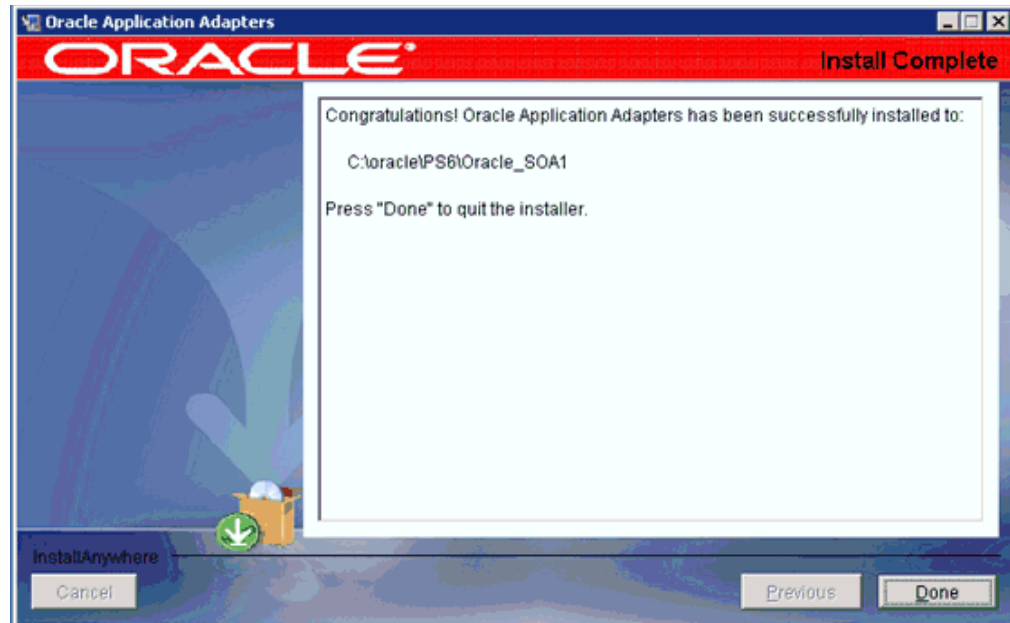 Oracle Application Adapters
ORACLE®
Install Complete
Congratulations! Oracle Application Adapters has been successfully installed to:
C:\oracle\PS6\Oracle_SOA1
Press "Done" to quit the installer.
InstallAnywhere
Cancel
Previous
Done